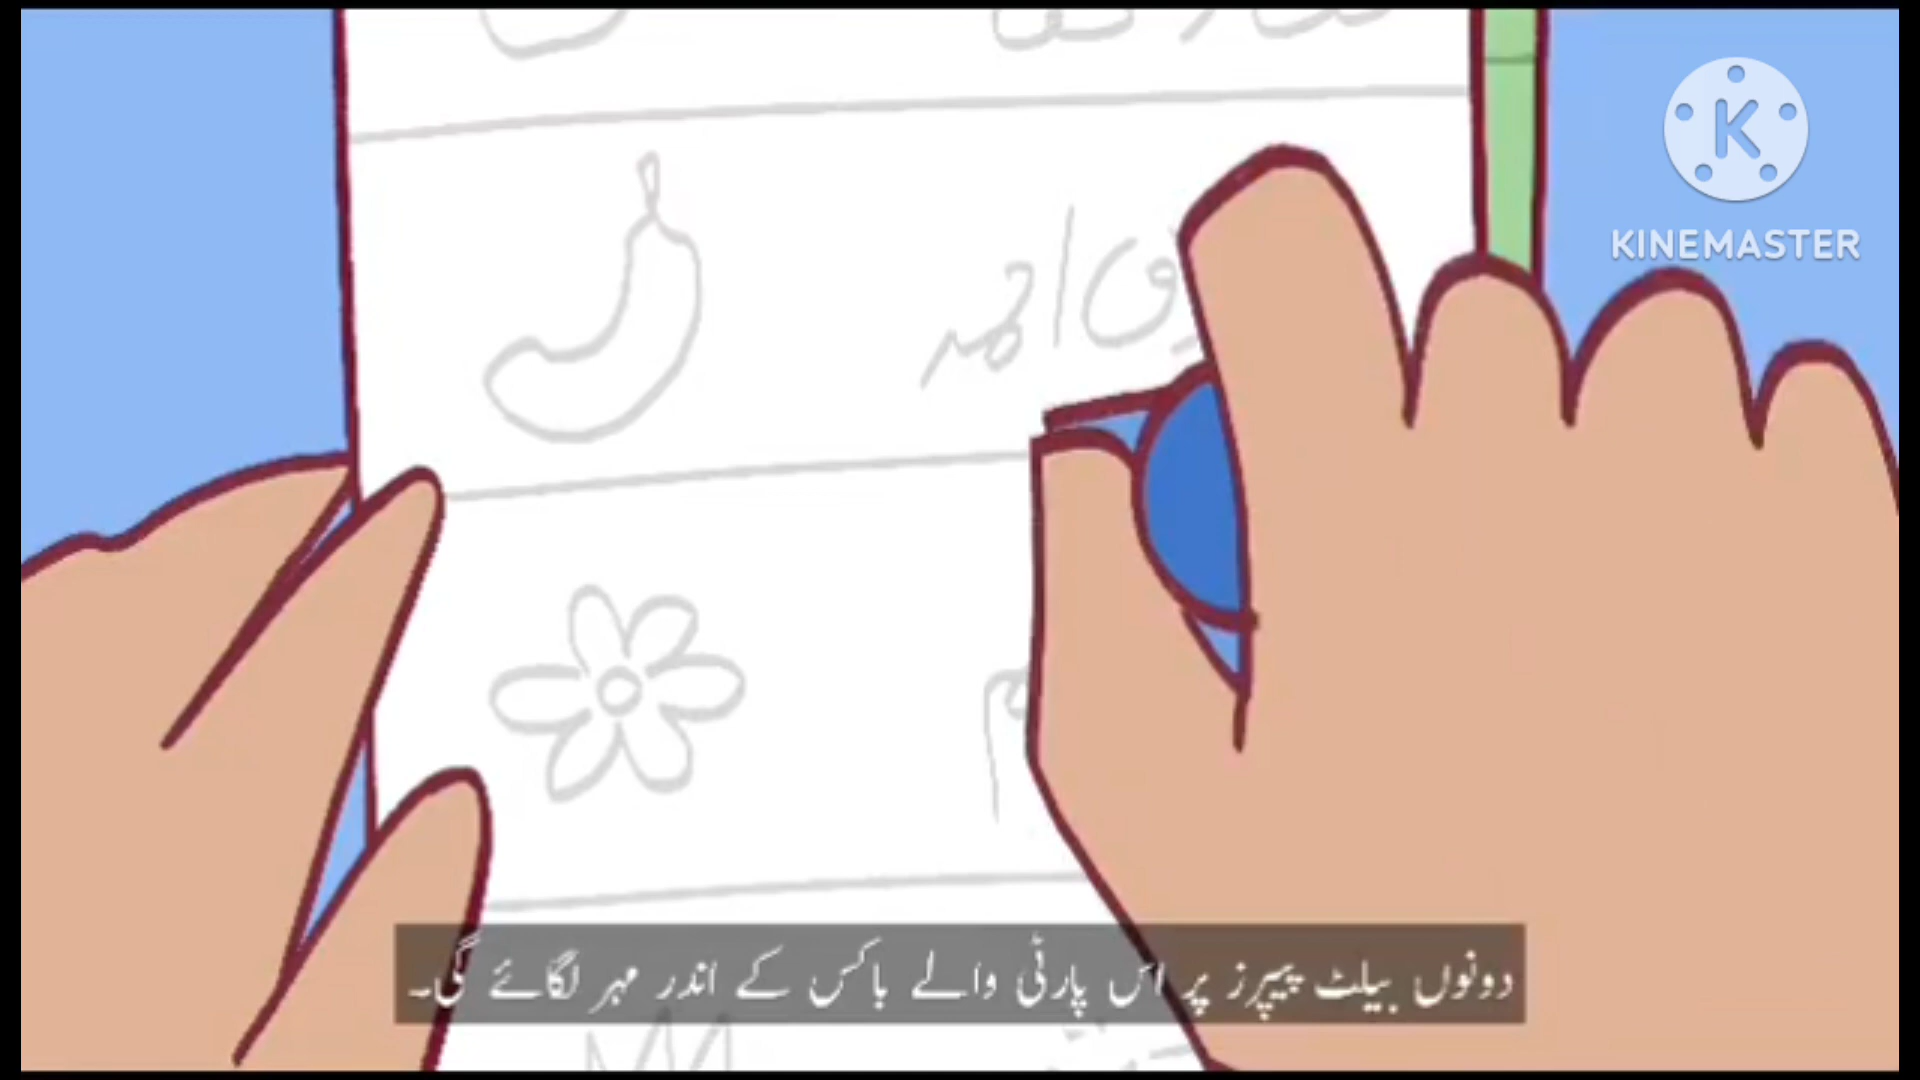 KINEMASTER
احمد
دونوں بیلٹ پیپرز پر اس پارٹی والے باکس کے اندر مہر لگائے گی۔